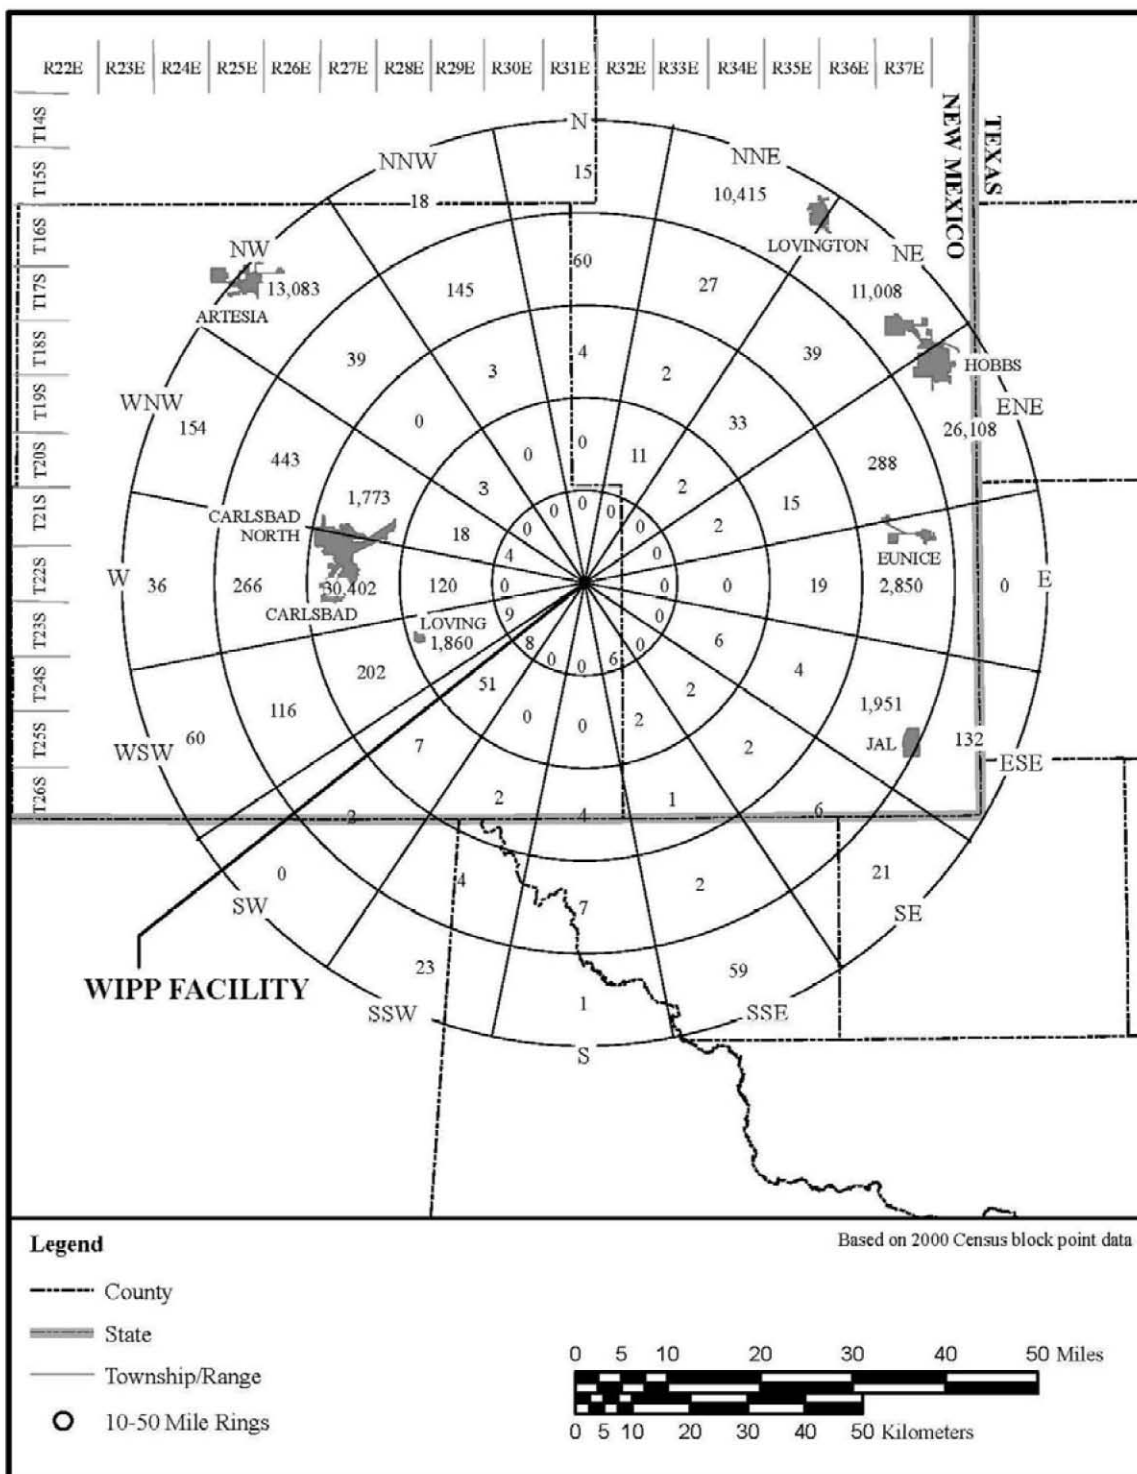 R22E R23E R24E R25E R26E R27E R28E R29E R30E R31E R32E R33E R34E R35E R36E R37E
T14S
T15S
T16S
T17S
T18S
T19S
T20S
T21S
T22S
T23S
T24S
T25S
T26S
NEW MEXICO
TEXAS
N
NNW
NNE
15
10,415
18
LOVINGTON
NW
NE
60
13,083
145
27
11,008
ARTESIA
39
3
4
2
39
HOBBS
WNW
ENE
154
0
33
26,108
443
0
0
11
288
1,773
3
2
15
CARLSBAD
NORTH
18
0
0
0
0
0
2
EUNICE
4
0
W
36
266
30,402
120
0
0
0
19
2,850
0
E
CARLSBAD
LOVING
1,860
9
0
8
0
0
6
0
6
202
51
2
4
116
0
0
2
1,951
60
7
2
JAL
132
WSW
ESE
2
2
4
1
6
0
4
2
21
SW
7
SE
23
59
WIPP FACILITY
1
SSW
SSE
S
Legend
Based on 2000 Census block point data
County
State
Township/Range
10-50 Mile Rings
0 5 10 20 30 40 50 Miles
0 5 10 20 30 40 50 Kilometers